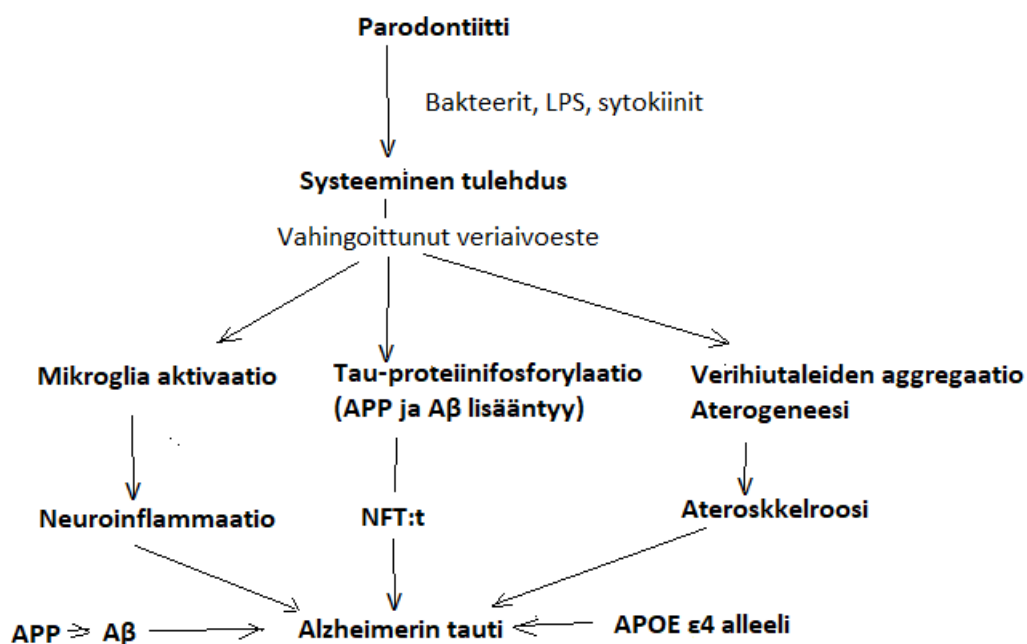 Parodontiitti
Bakteerit, LPS, sytokiinit
Systeeminen tulehdus
Vahingoittunut veriaivoeste
Mikroglia aktivaatio
Tau-proteiinifosforylaatio
(APP ja Aβ lisääntyy)
Verihiutaleiden aggregaatio
Aterogeneesi
Neuroinflammaatio
NFT:t
Ateroskkelroosi
APP > Aβ
Alzheimerin tauti
APOE ε4 alleeli